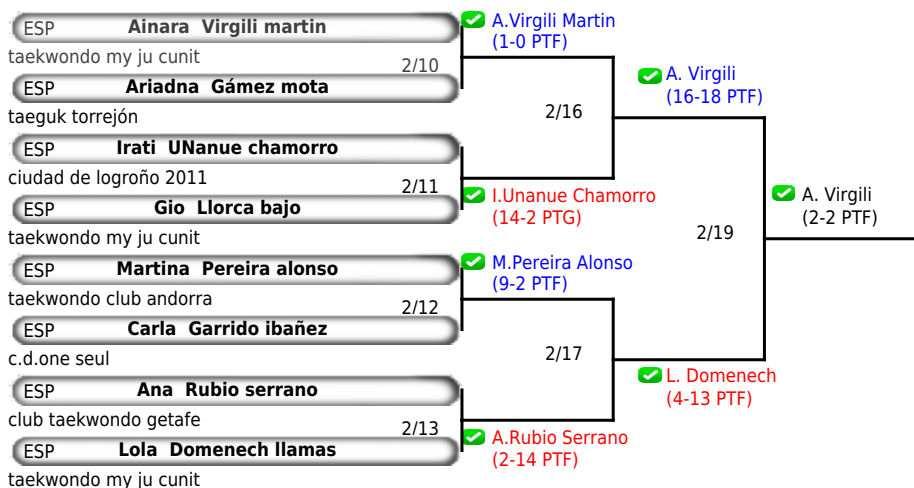 ESP Ainara Virgili martin
taekwondo my ju cunit
2/10
ESP Ariadna Gámez mota
taeguk torrejón
ESP Irati UNanue chamorro
ciudad de logroño 2011
2/11
ESP Gio Llorca bajo
taekwondo my ju cunit
ESP Martina Pereira alonso
taekwondo club andorra
2/12
ESP Carla Garrido ibañez
c.d.one seul
ESP Ana Rubio serrano
club taekwondo getafe
2/13
ESP Lola Domenech llamas
taekwondo my ju cunit
A.Virgili Martin
(1-0 PTF)
2/16
I.Unanue Chamorro
(14-2 PTG)
M.Pereira Alonso
(9-2 PTF)
2/17
A.Rubio Serrano
(2-14 PTF)
A. Virgili
(16-18 PTF)
2/19
L. Domenech
(4-13 PTF)
A. Virgili
(2-2 PTF)